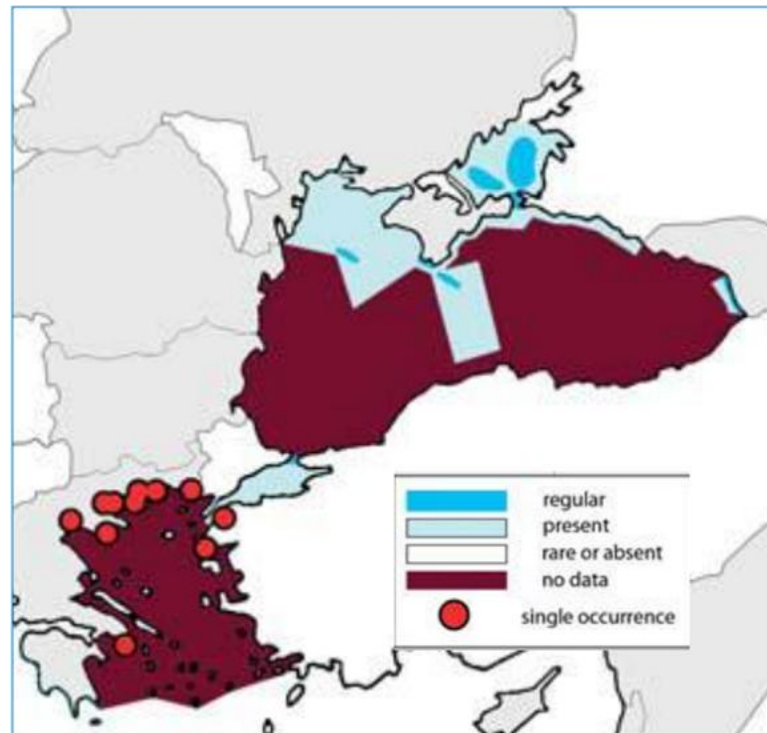 regular
present
rare or absent
no data
single occurrence